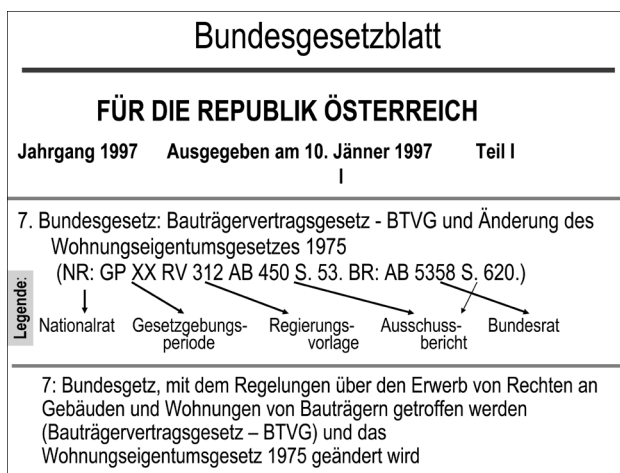 Bundesgesetzblatt
FÜR DIE REPUBLIK ÖSTERREICH
Jahrgang 1997 Ausgegeben am 10. Jänner 1997 Teil I
I
7. Bundesgesetz: Bauträgervertragsgesetz - BTVG und Änderung des
Wohnungseigentumsgesetzes 1975
(NR: GP XX RV 312 AB 450 S. 53. BR: AB 5358 S. 620.)
Legende:
Nationalrat Gesetzgebungs- Regierungs- Ausschuss- Bundesrat
periode vorlage bericht
7: Bundesgetz, mit dem Regelungen über den Erwerb von Rechten an
Gebäuden und Wohnungen von Bauträgern getroffen werden
(Bauträgervertragsgesetz – BTVG) und das
Wohnungseigentumsgesetz 1975 geändert wird